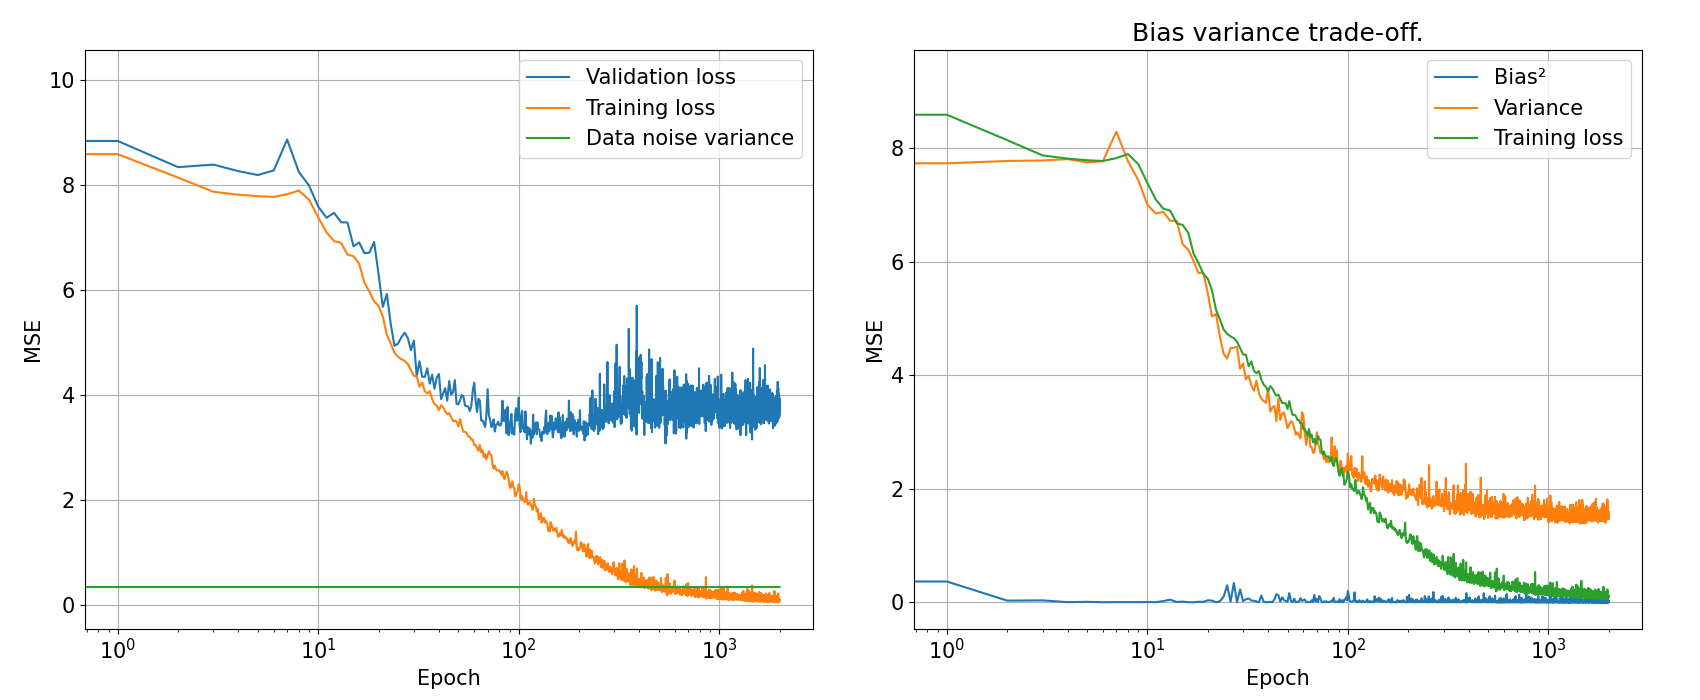 10
8
6
4
2
0
MSE
Validation loss
Training loss
Data noise variance
10⁰
10¹
10²
10³
Epoch
Bias variance trade-off.
8
6
4
2
0
MSE
Bias²
Variance
Training loss
10⁰
10¹
10²
10³
Epoch